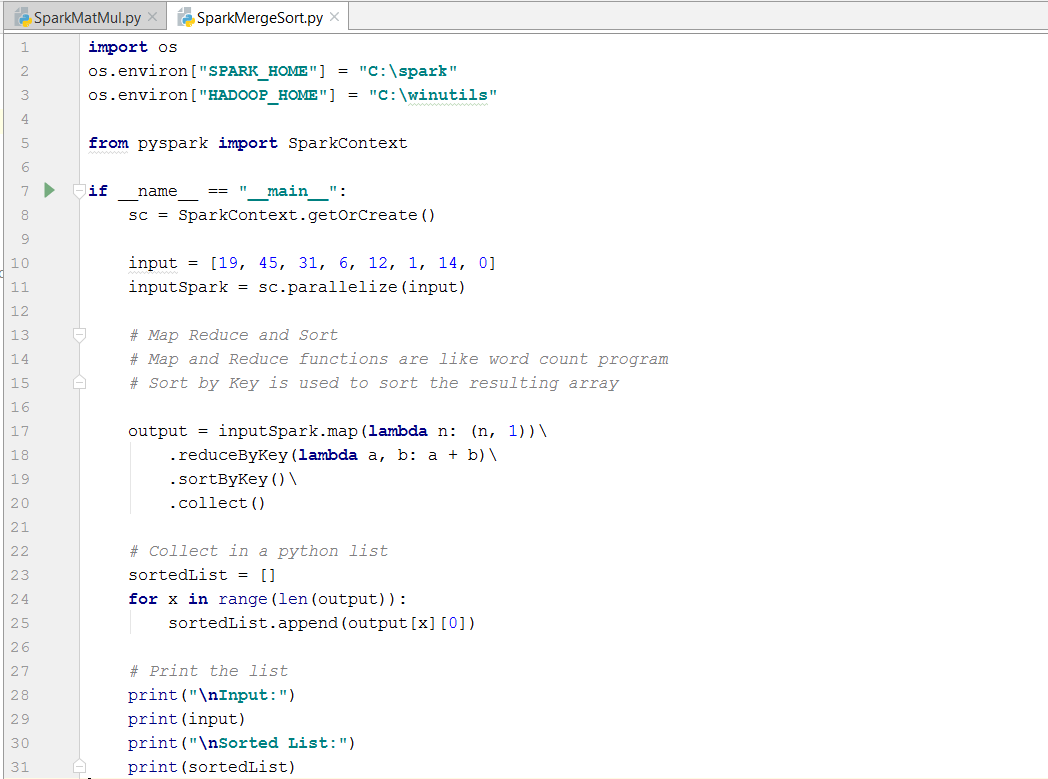 SparkMatMul.py SparkMergeSort.py
1 import os
2 os.environ["SPARK_HOME"] = "C:\spark"
3 os.environ["HADOOP_HOME"] = "C:\winutils"
4
5 from pyspark import SparkContext
6
7 if __name__ == "__main__":
8     sc = SparkContext.getOrCreate()
9
10     input = [19, 45, 31, 6, 12, 1, 14, 0]
11     inputSpark = sc.parallelize(input)
12
13     # Map Reduce and Sort
14     # Map and Reduce functions are like word count program
15     # Sort by Key is used to sort the resulting array
16
17     output = inputSpark.map(lambda n: (n, 1))\
18         .reduceByKey(lambda a, b: a + b)\
19         .sortByKey()\
20         .collect()
21
22     # Collect in a python list
23     sortedList = []
24     for x in range(len(output)):
25         sortedList.append(output[x][0])
26
27     # Print the list
28     print("\nInput:")
29     print(input)
30     print("\nSorted List:")
31     print(sortedList)